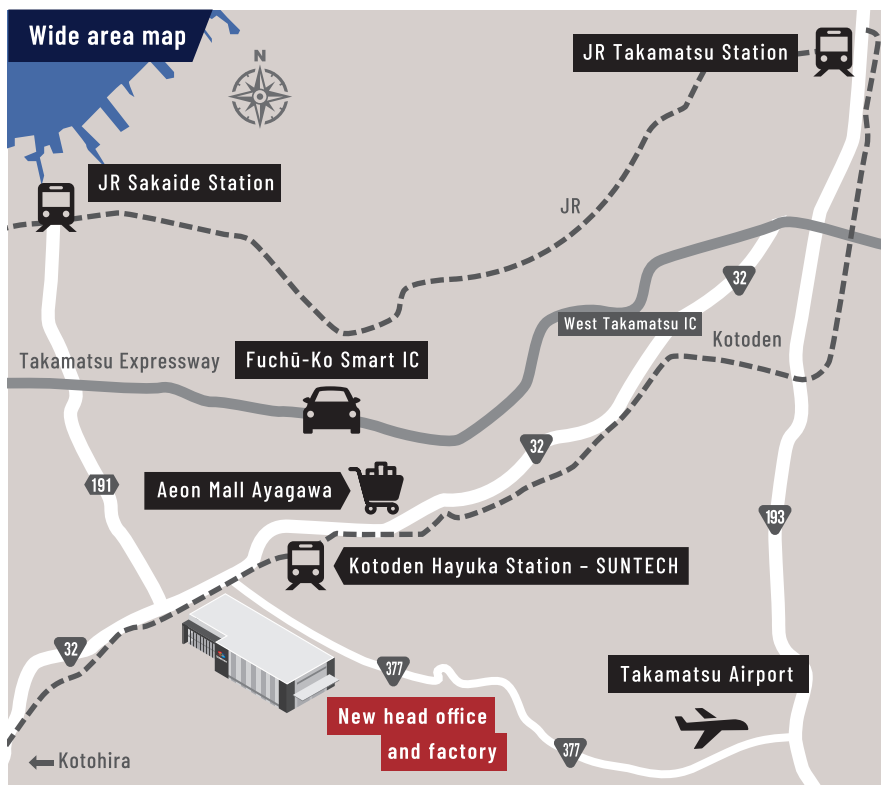 Wide area map
N
JR Takamatsu Station
JR Sakaide Station
JR
32
West Takamatsu IC
Kotoden
Takamatsu Expressway
Fuchū-Ko Smart IC
32
191
Aeon Mall Ayagawa
193
Kotoden Hayuka Station – SUNTECH
32
377
Takamatsu Airport
New head office
and factory
377
Kotohira